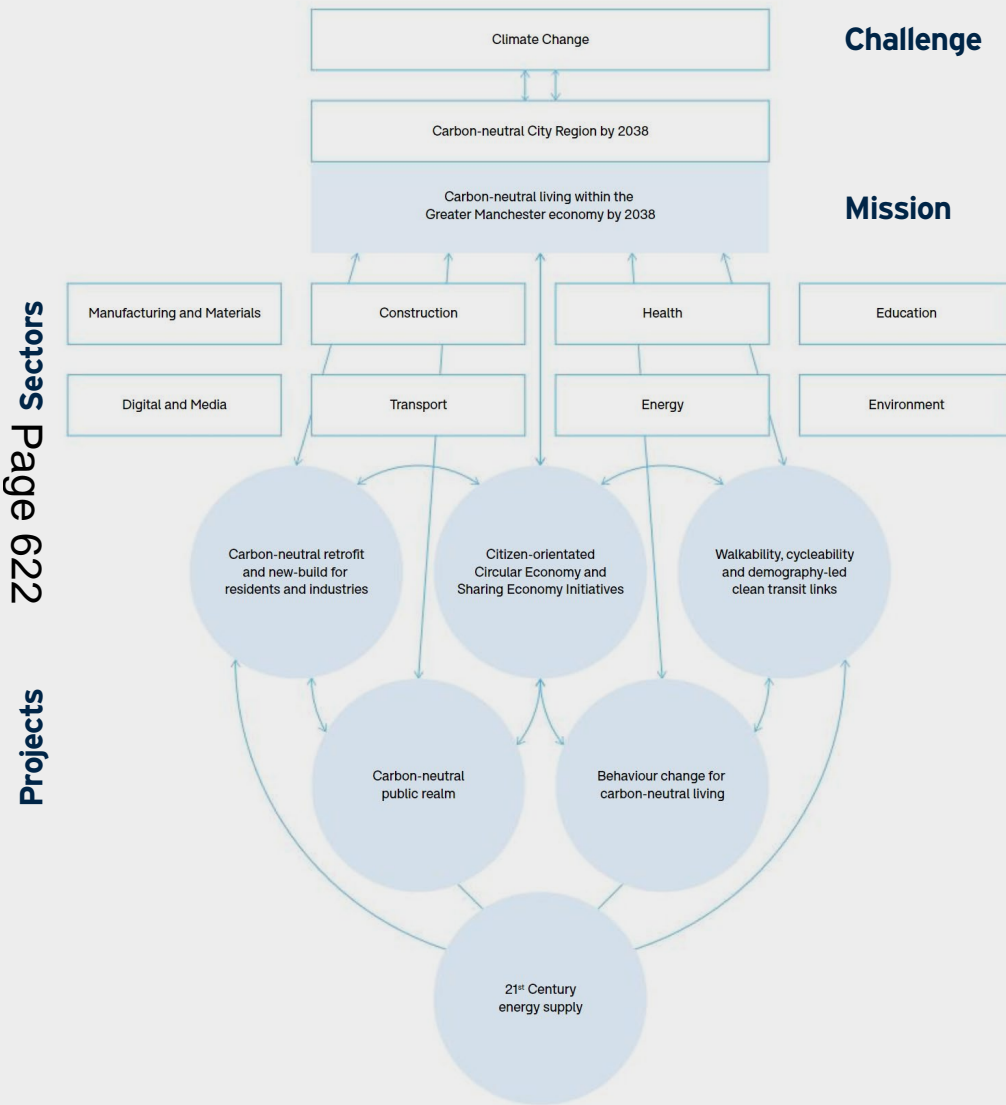 Climate Change
Challenge
Carbon-neutral City Region by 2038
Carbon-neutral living within the
Greater Manchester economy by 2038
Mission
Sectors
Manufacturing and Materials
Construction
Health
Education
Digital and Media
Transport
Energy
Environment
Page 622
Projects
Carbon-neutral retrofit
and new-build for
residents and industries
Citizen-orientated
Circular Economy and
Sharing Economy Initiatives
Walkability, cycleability
and demography-led
clean transit links
Carbon-neutral
public realm
Behaviour change for
carbon-neutral living
21st Century
energy supply